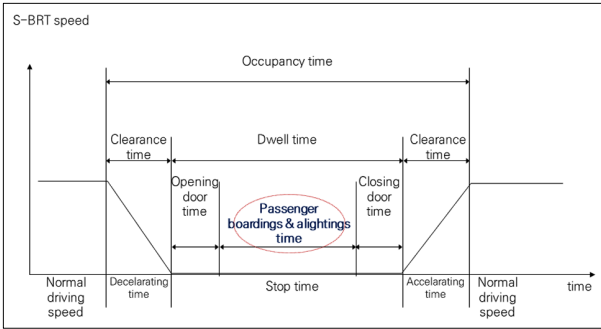 S-BRT speed
Occupancy time
Clearance
time
Dwell time
Clearance
time
Opening
door
time
Passenger
boardings & alightings
time
Closing
door
time
Normal
driving
speed
Decelarating
time
Stop time
Accelarating
time
Normal
driving
speed
time